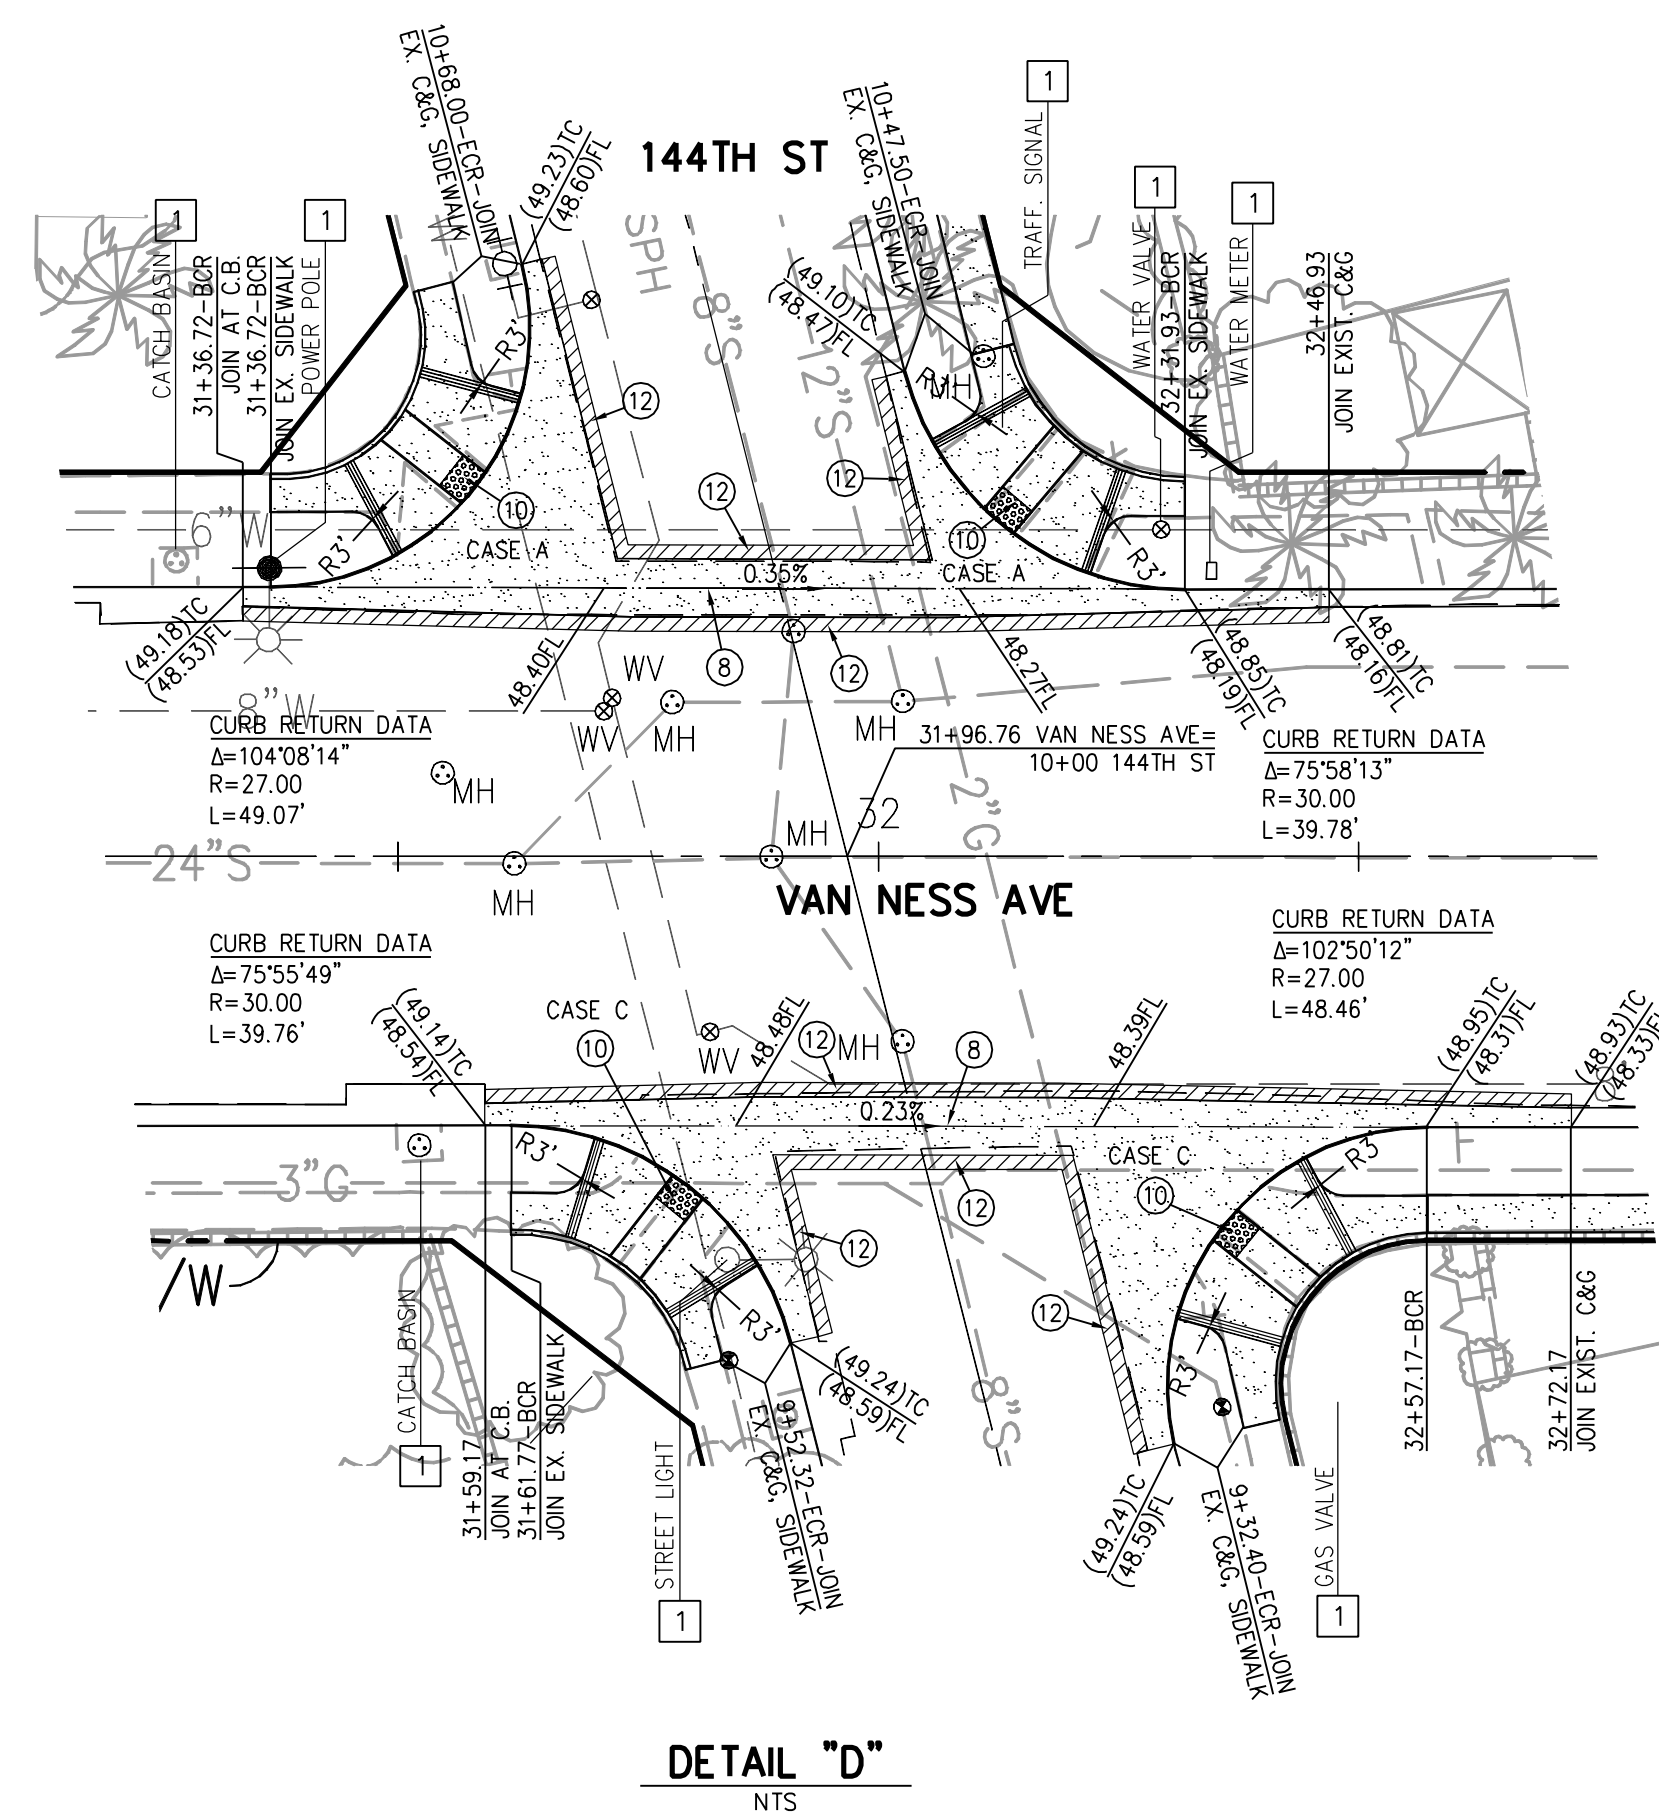 10+68.00-ECR-JOIN
EX. C&G, SIDEWALK
(49.23)TC
(48.60)FL
144TH ST
10+47.50-ECR-JOIN
EX. C&G, SIDEWALK
(49.10)TC
(48.47)FL
1
TRAFF. SIGNAL
1
WATER VALVE
1
WATER METER
32+31.93-BCR
JOIN EX. SIDEWALK
32+46.93
JOIN EXIST. C&G
1
CATCH BASIN
31+36.72-BCR
JOIN AT C.B.
31+36.72-BCR
JOIN EX. SIDEWALK
1
POWER POLE
SPH
8"S
12"S
R3'
MH
12
12
12
10
10
6"W
R3'
R3'
CASE A
CASE A
0.35%
(49.18)TC
(48.53)FL
48.40FL
8
12
48.27FL
(48.85)TC
(48.19)FL
(48.81)TC
(48.16)FL
8"W
WV
WV
MH
MH
MH
31+96.76 VAN NESS AVE=
10+00 144TH ST
CURB RETURN DATA
Δ=104°08'14"
R=27.00
L=49.07'
CURB RETURN DATA
Δ=75°58'13"
R=30.00
L=39.78'
2"G
32
MH
24"S
MH
VAN NESS AVE
CURB RETURN DATA
Δ=75°55'49"
R=30.00
L=39.76'
CURB RETURN DATA
Δ=102°50'12"
R=27.00
L=48.46'
(49.14)TC
(48.54)FL
CASE C
10
WV
48.48FL
12
MH
8
48.39FL
(48.95)TC
(48.31)FL
(48.93)TC
(48.33)FL
0.23%
R3'
CASE C
R3'
3"G
10
12
12
12
/W
R3'
R3'
8"S
CATCH BASIN
1
31+59.17
JOIN AT C.B.
31+61.77-BCR
JOIN EX. SIDEWALK
STREET LIGHT
1
(49.24)TC
(48.59)FL
9+52.32-ECR-JOIN
EX. C&G, SIDEWALK
(49.24)TC
(48.59)FL
9+32.40-ECR-JOIN
EX. C&G, SIDEWALK
GAS VALVE
1
32+57.17-BCR
32+72.17
JOIN EXIST. C&G
DETAIL "D"
NTS